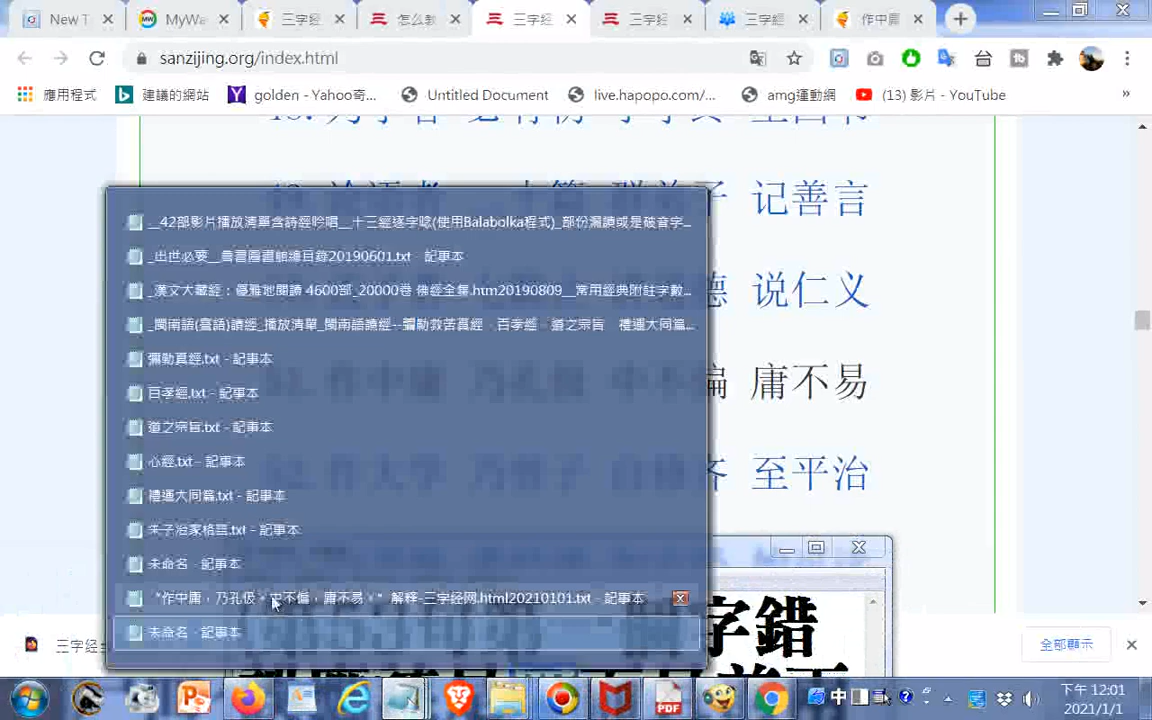 New T
MyWa
三字經
怎么教
三字経
三字經
三字經
作中庸
sanzijing.org/index.html
應用程式
建議的網站
golden - Yahoo奇...
Untitled Document
live.hapopo.com/...
amg運動網
(13) 影片 - YouTube
»
记善言
说仁义
庸不易
至平治
__42部影片播放清單含詩經吟唱__十三經逐字唸(使用Balabolka程式)_部份漏讀或是破音字...
_出世必要__善書圖書館總目錄20190601.txt - 記事本
_漢文大藏經：優雅地閱讀 4600部_20000卷 佛經全集.htm20190809__常用經典附註字數...
_閩南語(臺語)讀經_播放清單_閩南語讀經--彌勒救苦真經、百孝經、道之宗旨 禮運大同篇...
彌勒真經.txt - 記事本
百孝經.txt - 記事本
道之宗旨.txt - 記事本
心經.txt - 記事本
禮運大同篇.txt - 記事本
朱子治家格言.txt - 記事本
未命名 - 記事本
"作中庸，乃孔伋。中不偏，庸不易。" 解释-三字经网.html20210101.txt - 記事本
未命名 - 記事本
字錯
三字经全
全部顯示
中
下午 12:01
2021/1/1